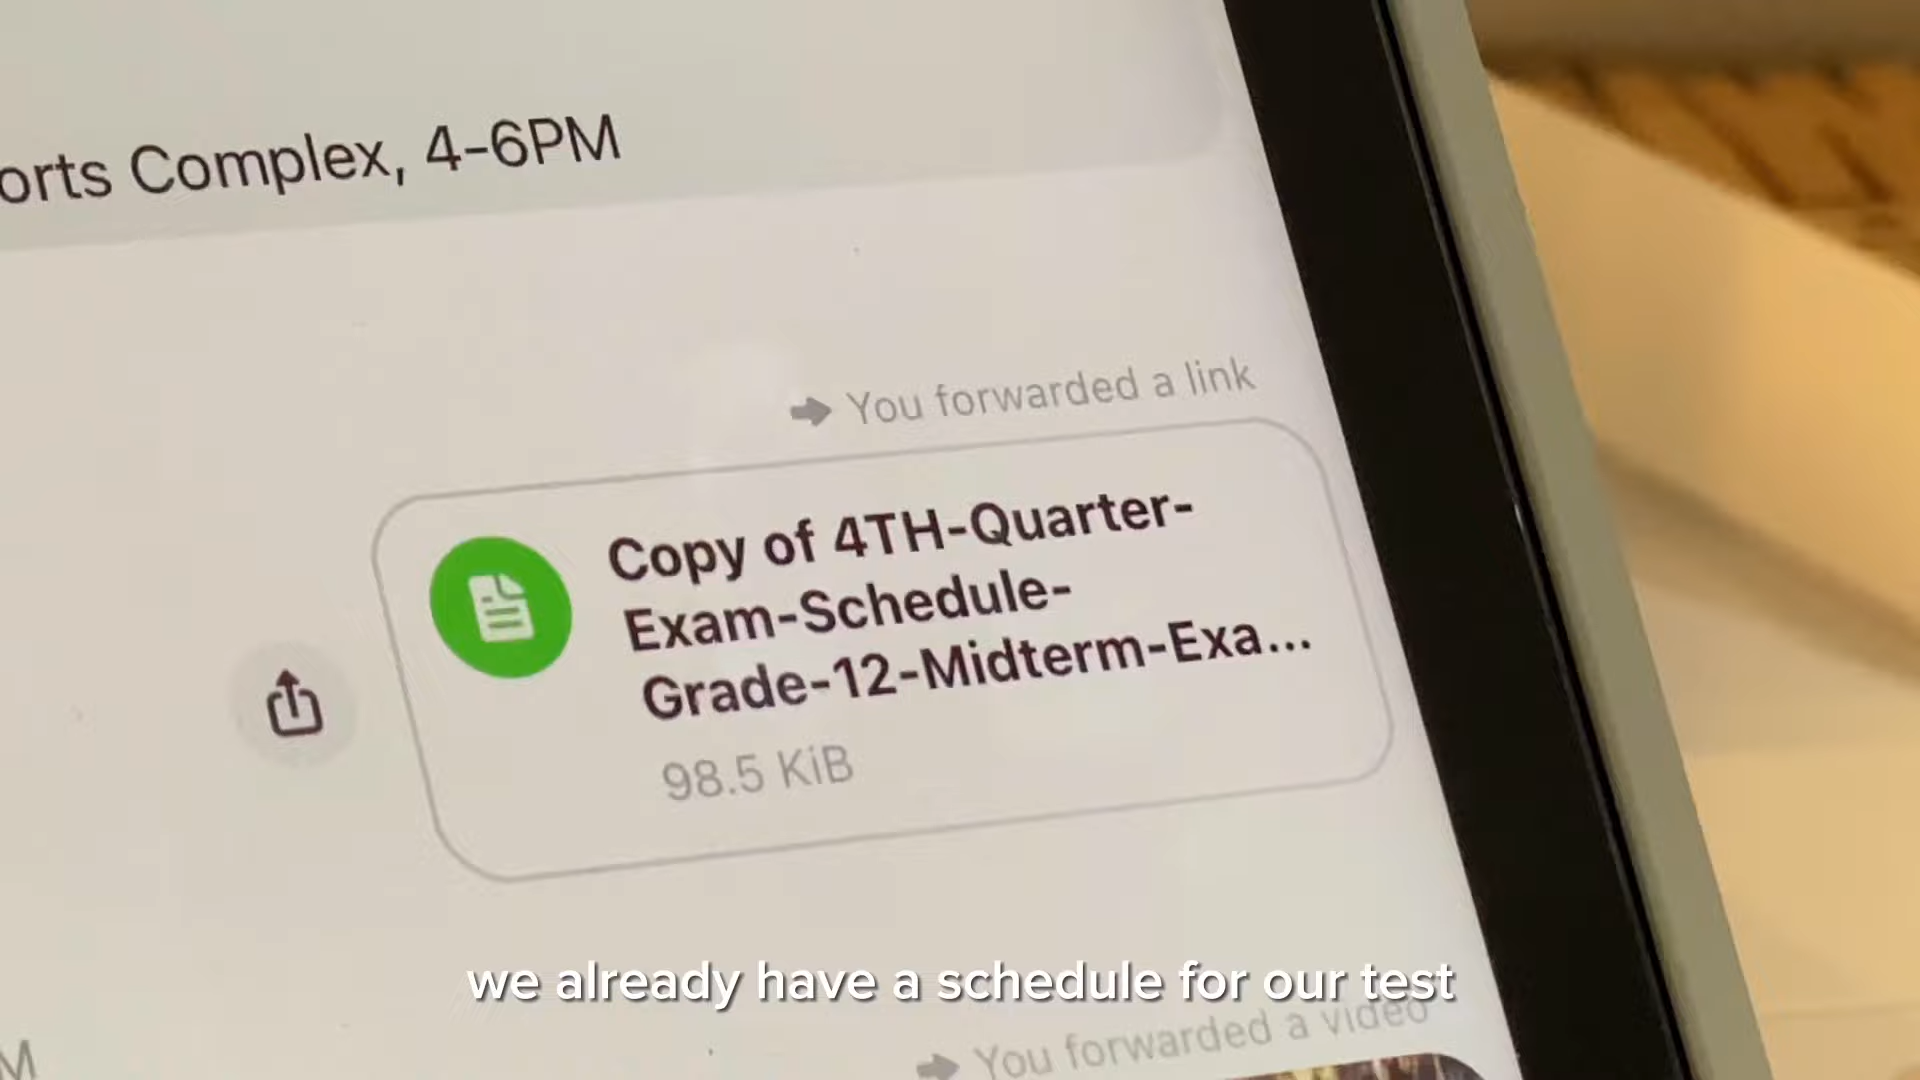 orts Complex, 4-6PM
You forwarded a link
Copy of 4TH-Quarter-
Exam-Schedule-
Grade-12-Midterm-Exa...
98.5 KiB
we already have a schedule for our test
You forwarded a video
M